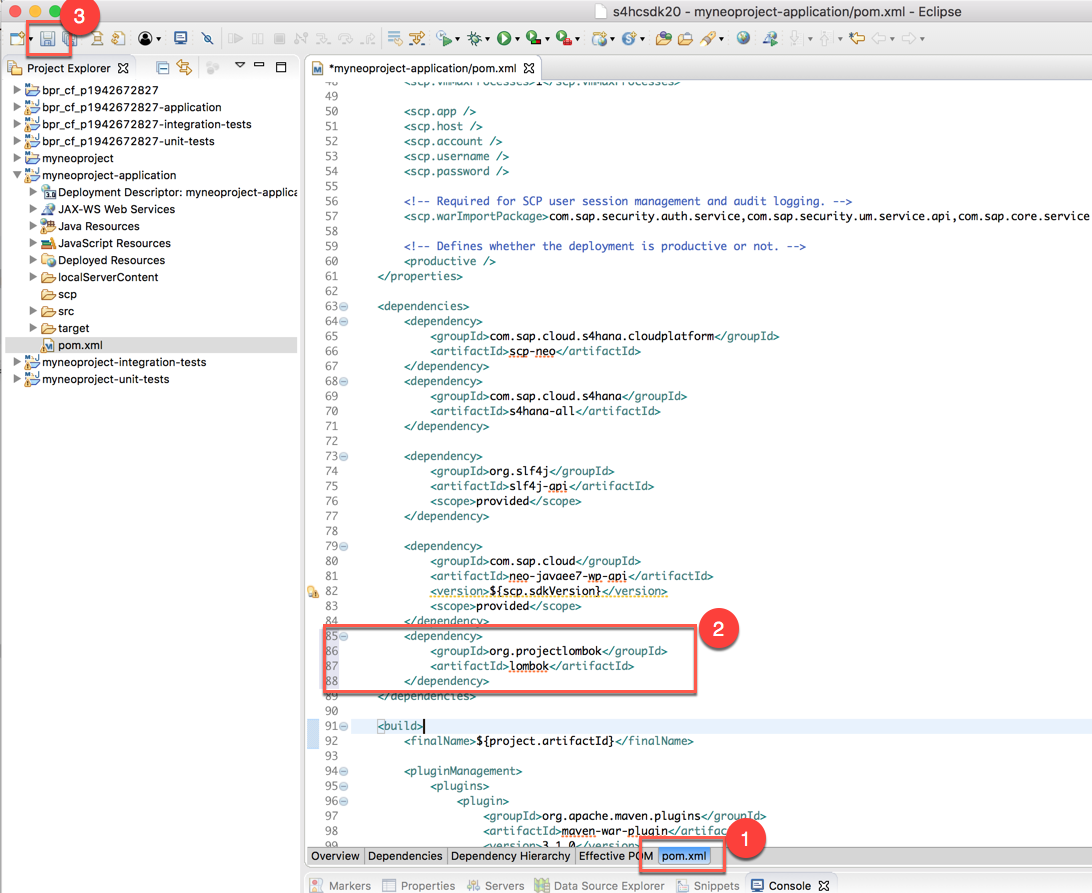 3
s4hcsdk20 - myneoproject-application/pom.xml - Eclipse
Project Explorer
bpr_cf_p1942672827
bpr_cf_p1942672827-application
bpr_cf_p1942672827-integration-tests
bpr_cf_p1942672827-unit-tests
myneoproject
myneoproject-application
Deployment Descriptor: myneoproject-applica
JAX-WS Web Services
Java Resources
JavaScript Resources
Deployed Resources
localServerContent
scp
src
target
pom.xml
myneoproject-integration-tests
myneoproject-unit-tests
*myneoproject-application/pom.xml
48 <scp.vmMaxProcesses>1</scp.vmMaxProcesses>
49
50 <scp.app />
51 <scp.host />
52 <scp.account />
53 <scp.username />
54 <scp.password />
55
56 <!-- Required for SCP user session management and audit logging. -->
57 <scp.warImportPackage>com.sap.security.auth.service,com.sap.security.um.service.api,com.sap.core.service
58
59 <!-- Defines whether the deployment is productive or not. -->
60 <productive />
61 </properties>
62
63 <dependencies>
64 <dependency>
65 <groupId>com.sap.cloud.s4hana.cloudplatform</groupId>
66 <artifactId>scp-neo</artifactId>
67 </dependency>
68 <dependency>
69 <groupId>com.sap.cloud.s4hana</groupId>
70 <artifactId>s4hana-all</artifactId>
71 </dependency>
72
73 <dependency>
74 <groupId>org.slf4j</groupId>
75 <artifactId>slf4j-api</artifactId>
76 <scope>provided</scope>
77 </dependency>
78
79 <dependency>
80 <groupId>com.sap.cloud</groupId>
81 <artifactId>neo-javaee7-wp-api</artifactId>
82 <version>${scp.sdkVersion}</version>
83 <scope>provided</scope>
84 </dependency>
85 <dependency>
86 <groupId>org.projectlombok</groupId>
87 <artifactId>lombok</artifactId>
88 </dependency>
2
89 </dependencies>
90
91 <build>
92 <finalName>${project.artifactId}</finalName>
93
94 <pluginManagement>
95 <plugins>
96 <plugin>
97 <groupId>org.apache.maven.plugins</groupId>
98 <artifactId>maven-war-plugin</artifac
99 <version>3.1.0</version>
1
Overview Dependencies Dependency Hierarchy Effective POM pom.xml
Markers Properties Servers Data Source Explorer Snippets Console